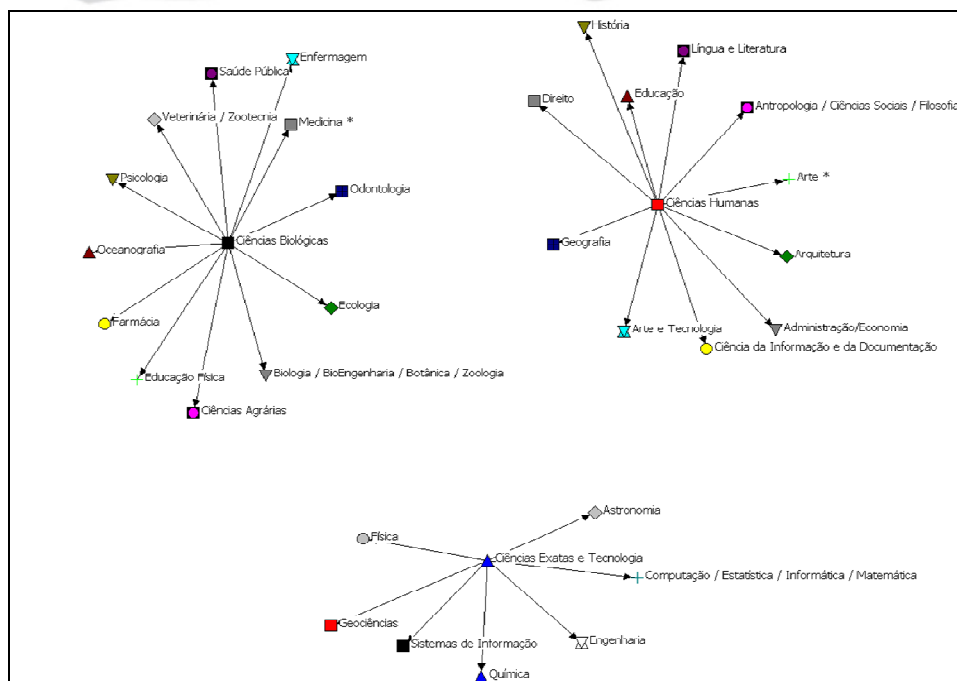 Enfermagem
Saúde Pública
Veterinária / Zootecnia
Medicina *
Psicologia
Odontologia
Ciências Biológicas
Oceanografia
Ecologia
Farmácia
Educação Física
Biologia / BioEngenharia / Botânica / Zoologia
Ciências Agrárias
História
Língua e Literatura
Direito
Educação
Antropologia / Ciências Sociais / Filosofia
Arte *
Ciências Humanas
Geografia
Arquitetura
Arte e Tecnologia
Administração/Economia
Ciência da Informação e da Documentação
Astronomia
Física
Ciências Exatas e Tecnologia
Computação / Estatística / Informática / Matemática
Geociências
Sistemas de Informação
Engenharia
Química